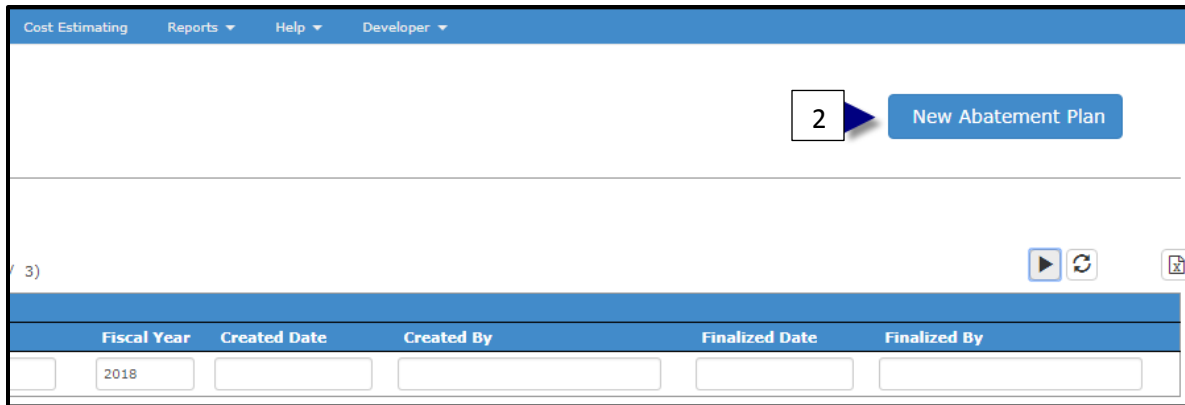 Cost Estimating Reports Help Developer
2 New Abatement Plan
/ 3)
Fiscal Year Created Date Created By Finalized Date Finalized By
2018